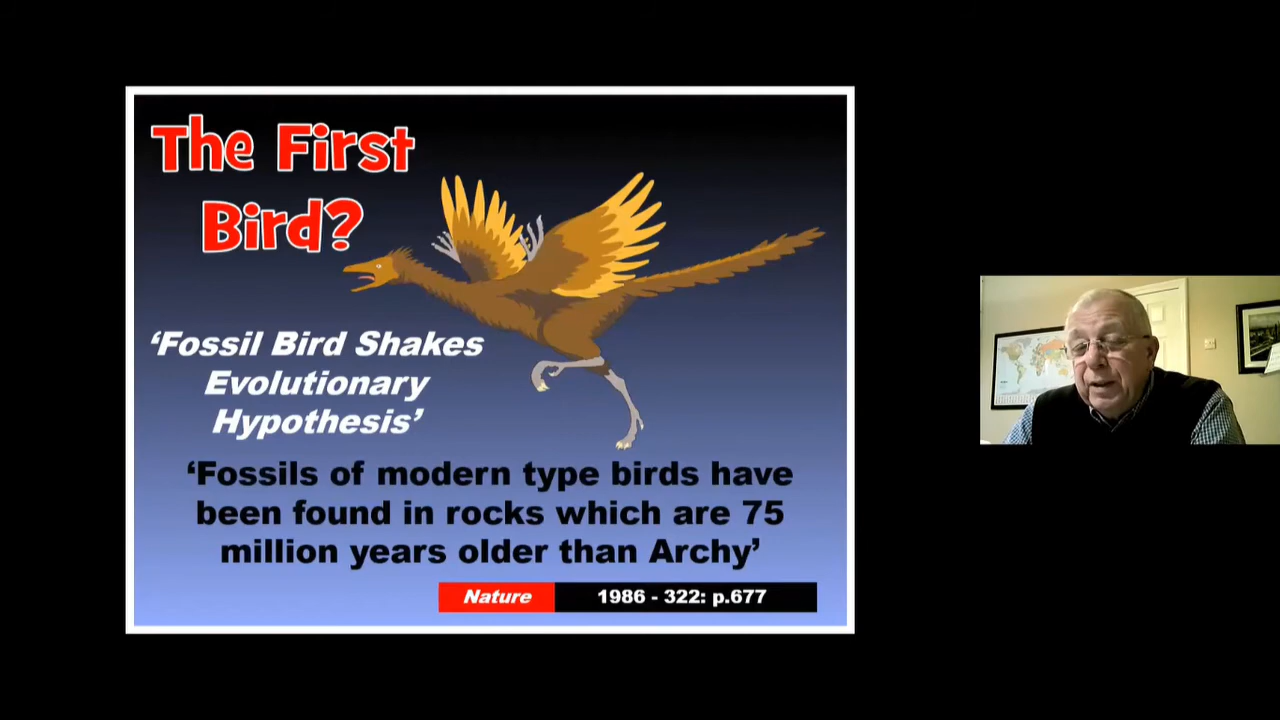 The First
Bird?
‘Fossil Bird Shakes
Evolutionary
Hypothesis’
‘Fossils of modern type birds have
been found in rocks which are 75
million years older than Archy’
Nature 1986 - 322: p.677